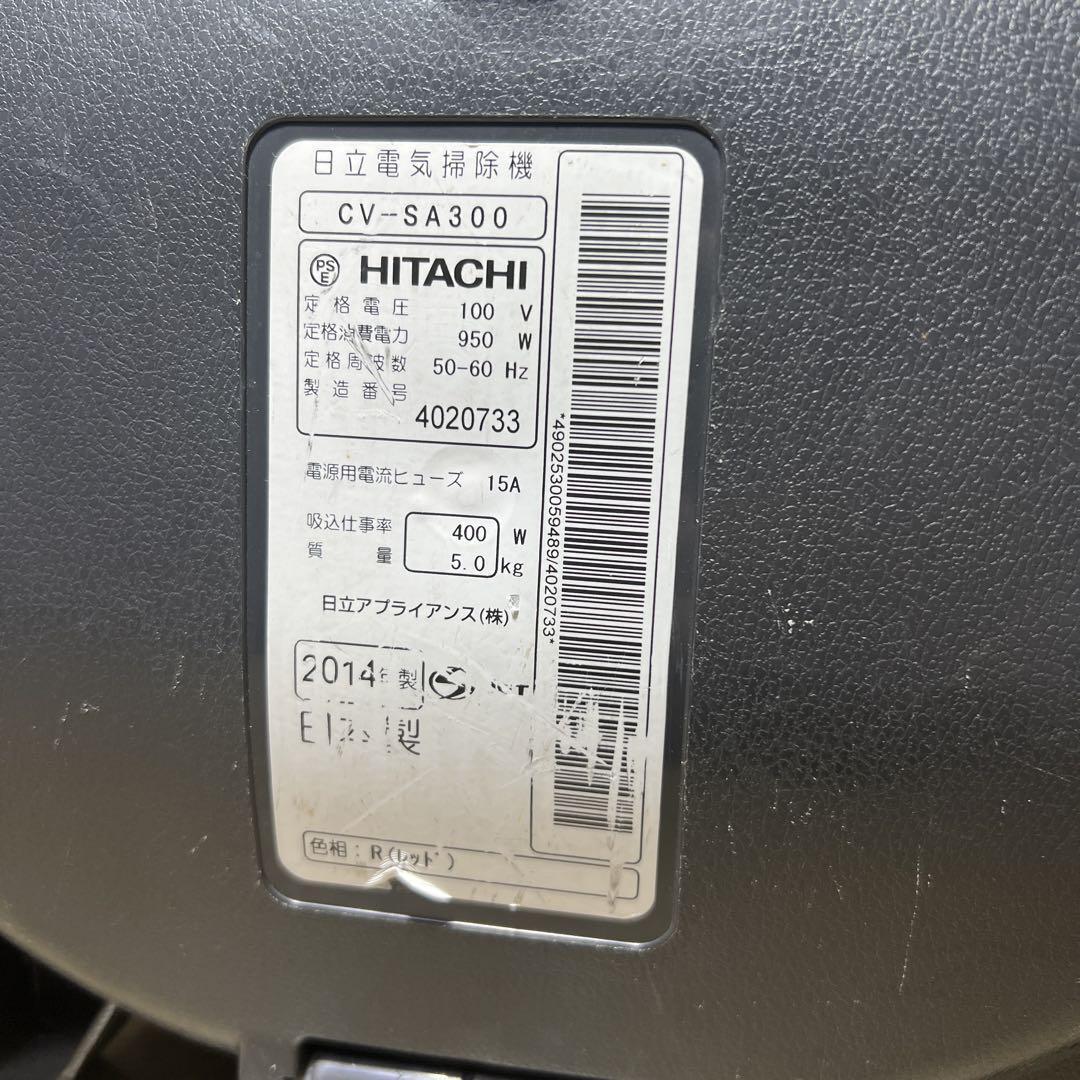 日立電気掃除機
CV-SA300
PSE HITACHI
定格電圧 100 V
定格消費電力 950 W
定格周波数 50-60 Hz
製造番号
4020733
電源用電流ヒューズ 15A
吸込仕事率 400 W
質量 5.0 kg
日立アプライアンス(株)
2014年製
日本製
色相:R(レッド)
*4902530059489/4020733*